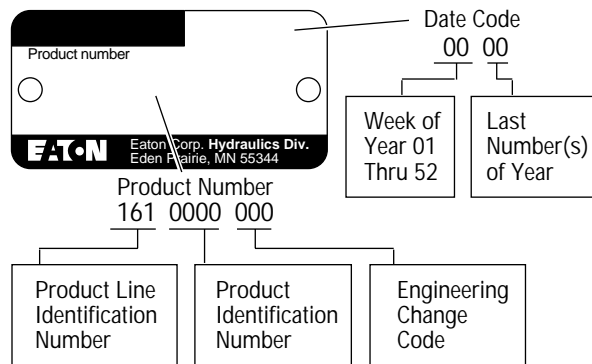 Date Code
00 00
Product number
Week of
Year 01
Thru 52
Last
Number(s)
of Year
EATON Eaton Corp. Hydraulics Div.
Eden Prairie, MN 55344
Product Number
161 0000 000
Product Line
Identification
Number
Product
Identification
Number
Engineering
Change
Code